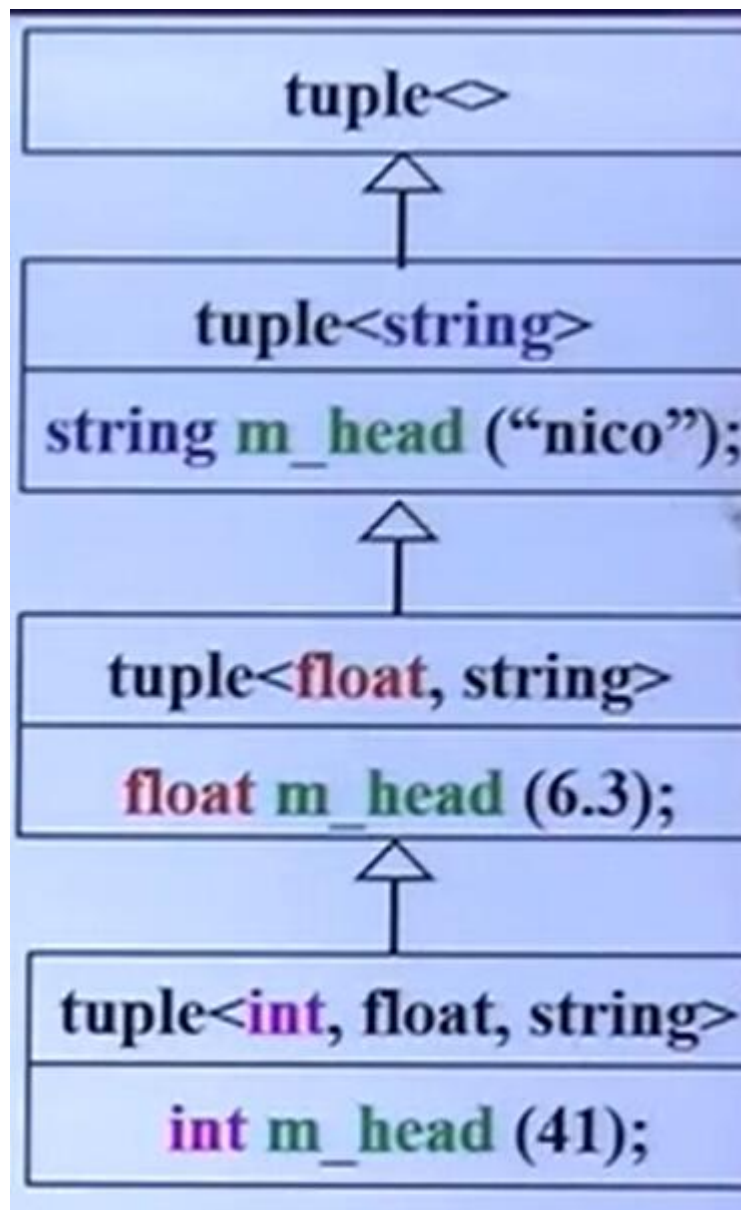 tuple<>
tuple<string>
string m_head (“nico”);
tuple<float, string>
float m_head (6.3);
tuple<int, float, string>
int m_head (41);